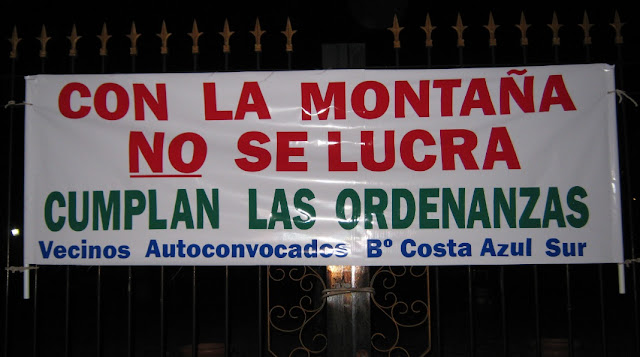 CON LA MONTAÑA
NO SE LUCRA
CUMPLAN LAS ORDENANZAS
Vecinos Autoconvocados Bº Costa Azul Sur